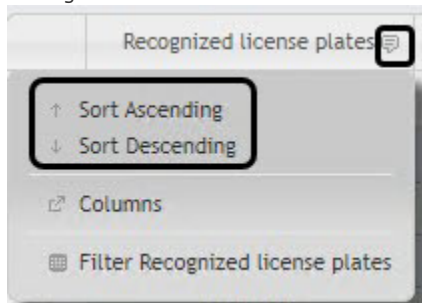 Recognized license plates
Sort Ascending
Sort Descending
Columns
Filter Recognized license plates